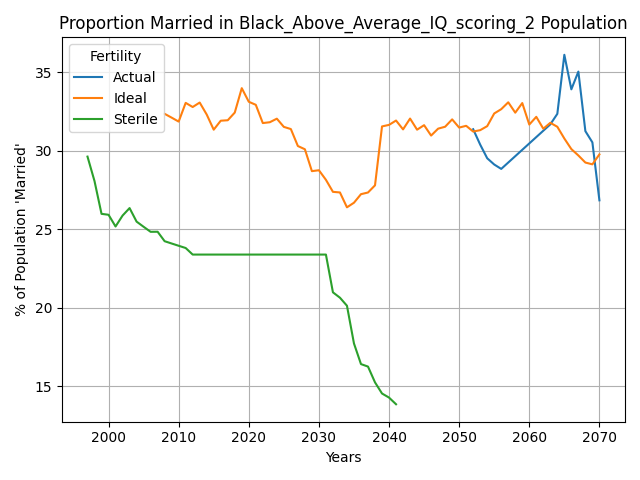 Proportion Married in Black_Above_Average_IQ_scoring_2 Population
Fertility
Actual
Ideal
Sterile
% of Population 'Married'
35
30
25
20
15
2000
2010
2020
2030
2040
2050
2060
2070
Years